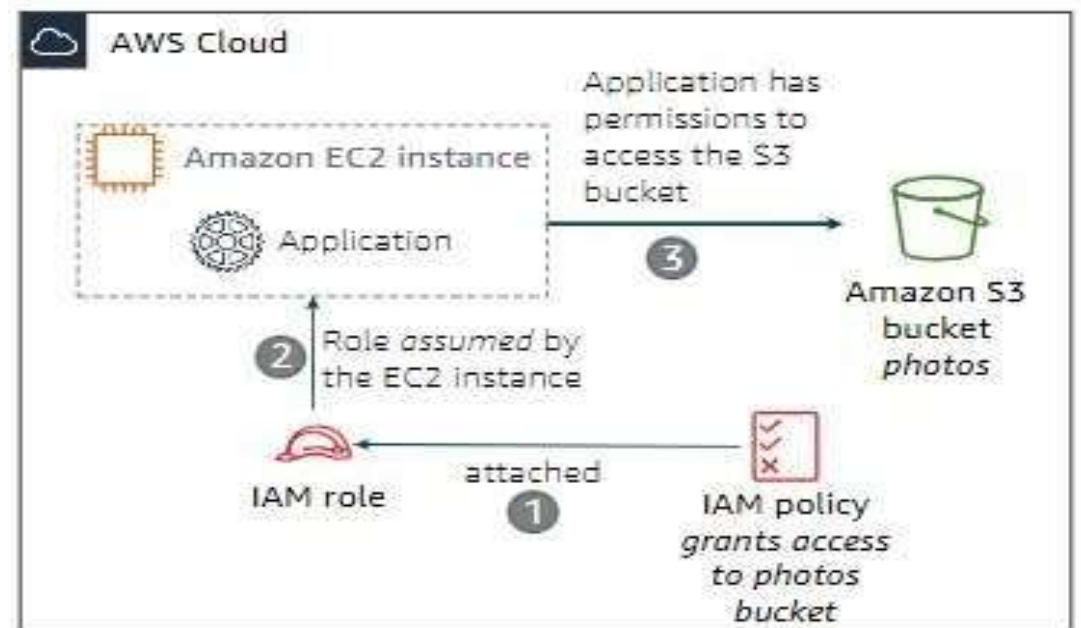 AWS Cloud
Application has
permissions to
access the S3
bucket
Amazon EC2 instance
Application
3
Amazon S3
bucket
photos
2
Role assumed by
the EC2 instance
attached
1
IAM role
IAM policy
grants access
to photos
bucket